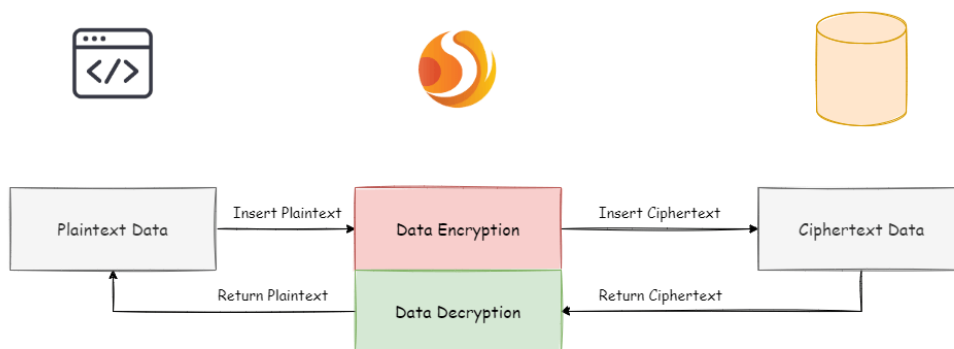 </>
Insert Plaintext
Insert Ciphertext
Plaintext Data
Data Encryption
Ciphertext Data
Return Plaintext
Data Decryption
Return Ciphertext